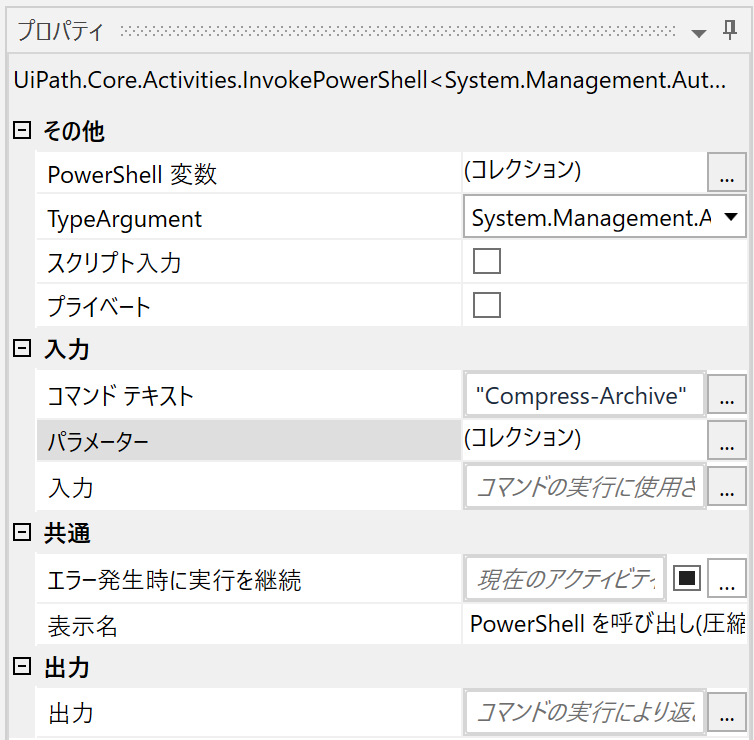 プロパティ
UiPath.Core.Activities.InvokePowerShell<System.Management.Aut...
その他
PowerShell 変数 (コレクション) ...
TypeArgument System.Management.A
スクリプト入力
プライベート
入力
コマンド テキスト "Compress-Archive" ...
パラメーター (コレクション) ...
入力 コマンドの実行に使用さ ...
共通
エラー発生時に実行を継続 現在のアクティビティ ...
表示名 PowerShell を呼び出し(圧縮
出力
出力 コマンドの実行により返 ...